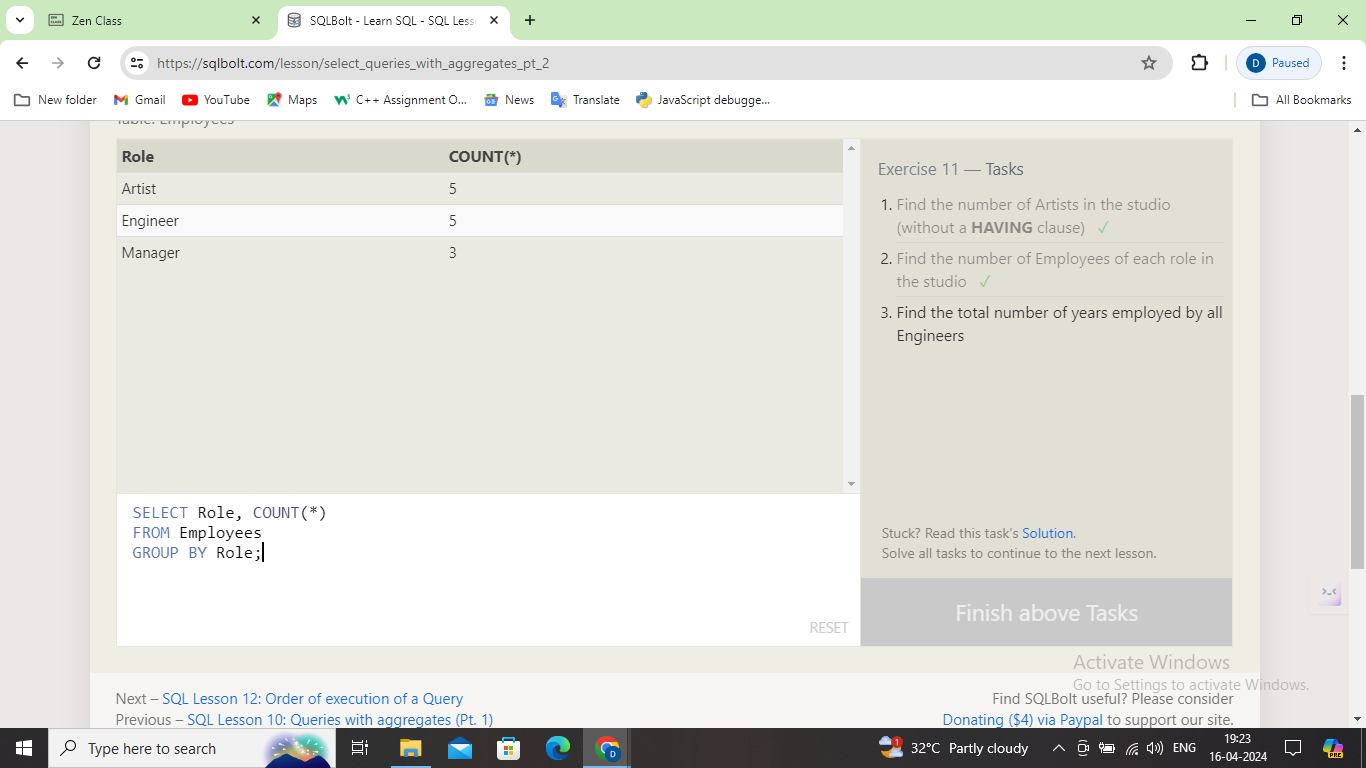 Zen Class
SQLBolt - Learn SQL - SQL Less
https://sqlbolt.com/lesson/select_queries_with_aggregates_pt_2
D Paused
New folder
Gmail
YouTube
Maps
C++ Assignment O...
News
Translate
JavaScript debugge...
All Bookmarks
Table: Employees
Role COUNT(*)
Artist 5
Engineer 5
Manager 3
SELECT Role, COUNT(*)
FROM Employees
GROUP BY Role;
RESET
Exercise 11 — Tasks
1. Find the number of Artists in the studio
(without a HAVING clause) ✓
2. Find the number of Employees of each role in
the studio ✓
3. Find the total number of years employed by all
Engineers
Stuck? Read this task's Solution.
Solve all tasks to continue to the next lesson.
Finish above Tasks
Activate Windows
Go to Settings to activate Windows.
Next – SQL Lesson 12: Order of execution of a Query
Previous – SQL Lesson 10: Queries with aggregates (Pt. 1)
Find SQLBolt useful? Please consider
Donating ($4) via Paypal to support our site.
Type here to search
1
32°C Partly cloudy
ENG
19:23
16-04-2024
PRE